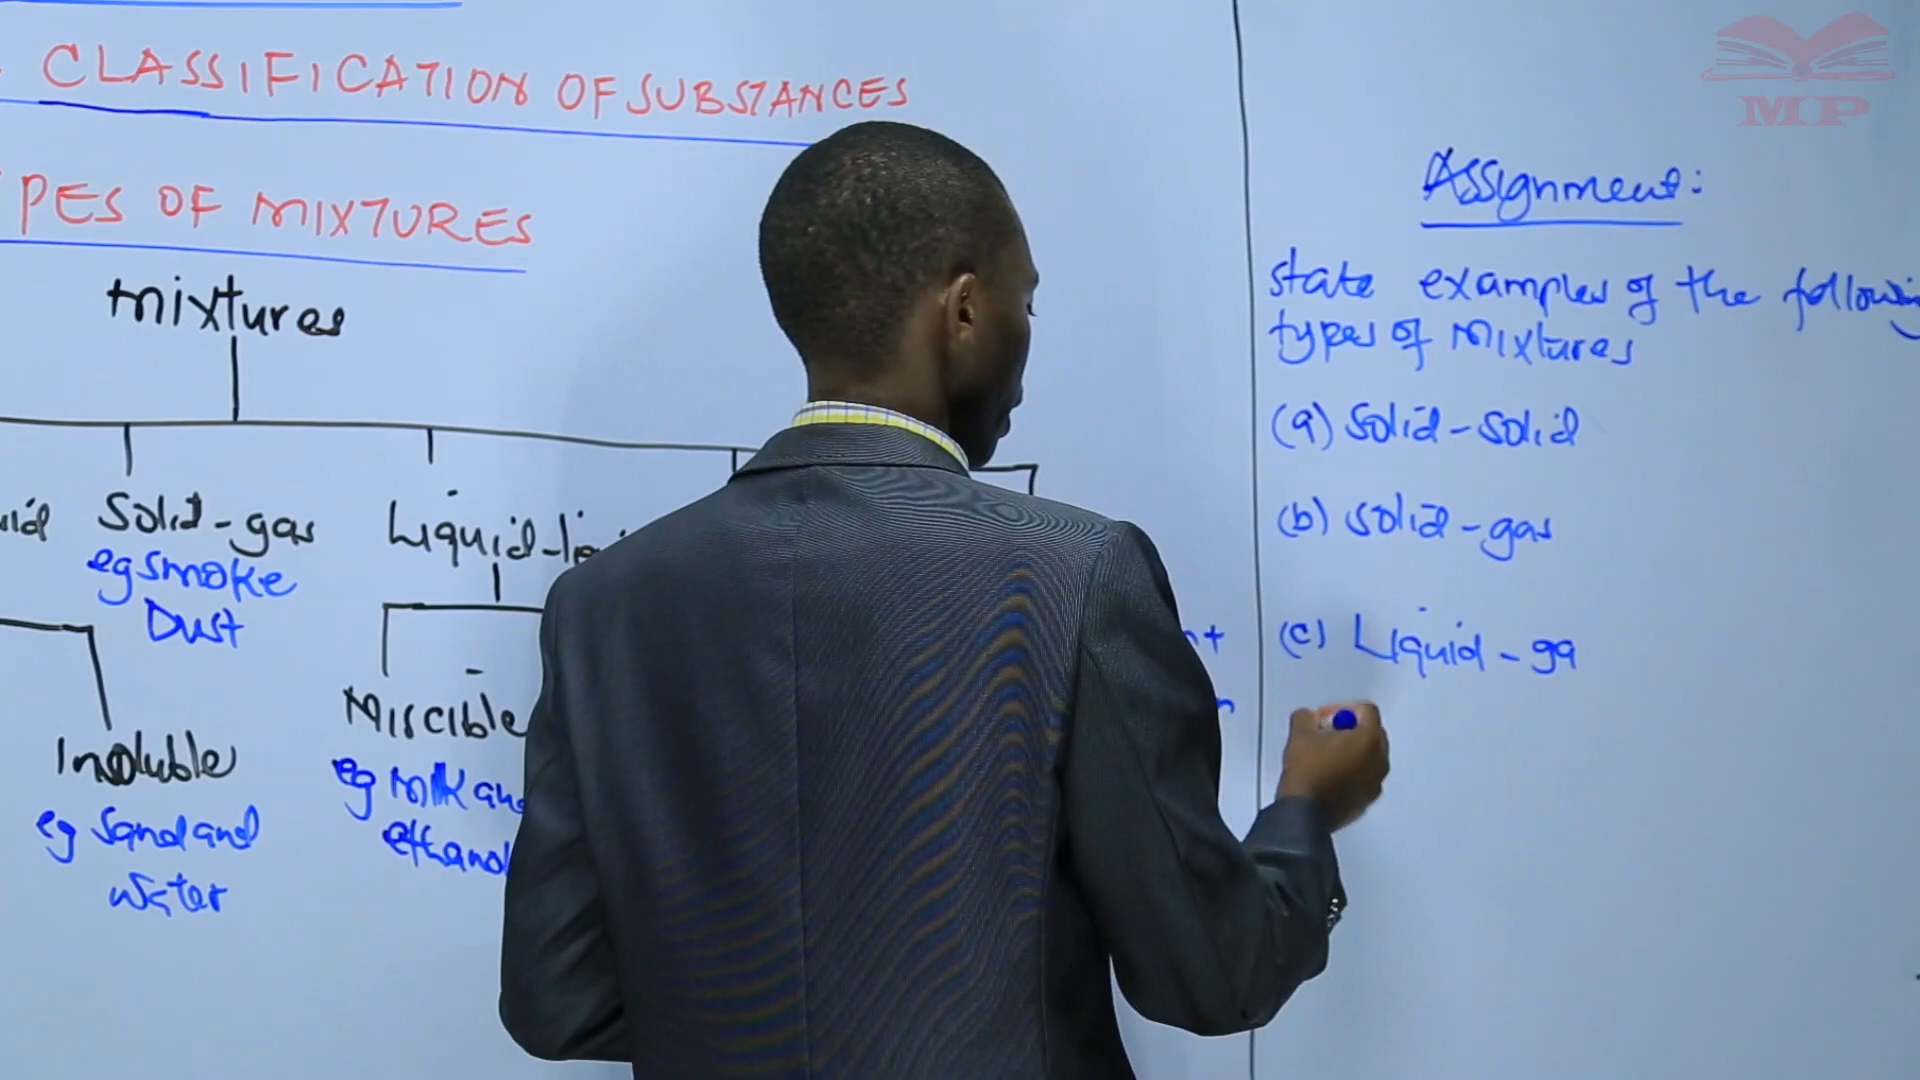 CLASSIFICATION OF SUBSTANCES
PES OF MIXTURES
Mixtures
Solid-gas
eg smoke
Dust
Liquid-li
Insoluble
eg Sand and
water
Miscible
eg milk and
ethanol
MP
Assignment:
state examples of the following
types of Mixtures
(a) Solid-Solid
(b) Solid-gas
(c) Liquid-ga